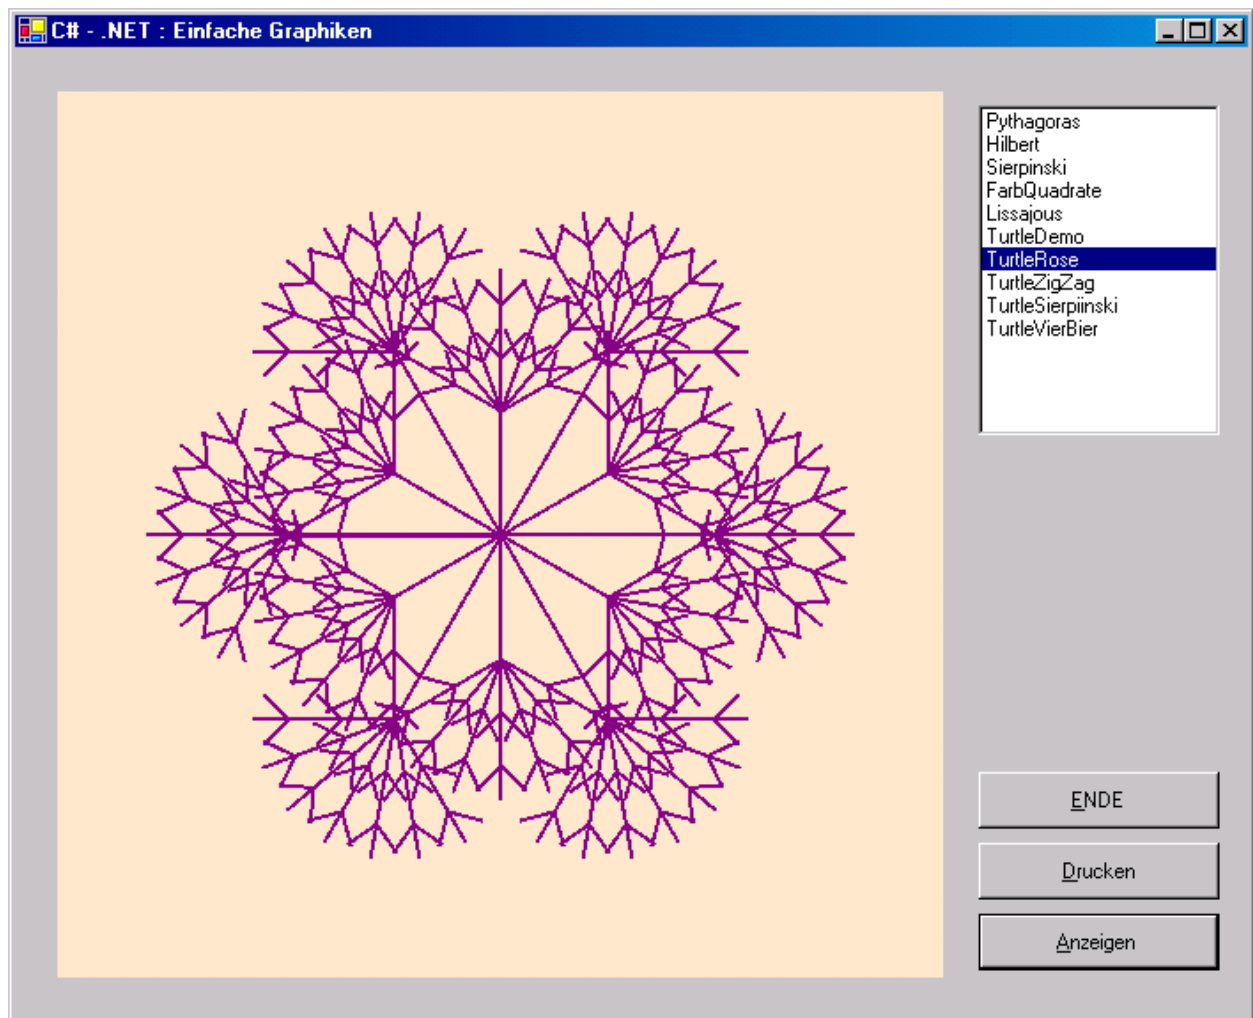 C# - .NET : Einfache Graphiken
Pythagoras
Hilbert
Sierpinski
FarbQuadrate
Lissajous
TurtleDemo
TurtleRose
TurtleZigZag
TurtleSierpiinski
TurtleVierBier
ENDE
Drucken
Anzeigen